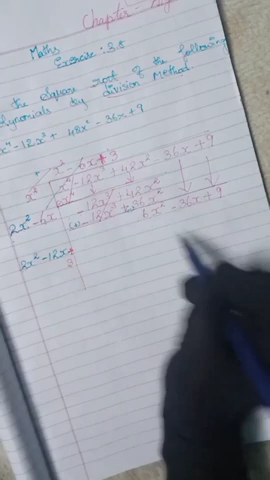 Chapter -
Maths
Exercise : 3.8
the Square root of the following
Polynomials by division Method.
x⁴ - 12x³ + 42x² - 36x + 9
x² - 6x + 3
x² x⁴ - 12x³ + 42x² - 36x + 9
x⁴
2x² - 6x - 12x³ + 42x²
- 12x³ + 36x²
2x² - 12x + 3 6x² - 36x + 9